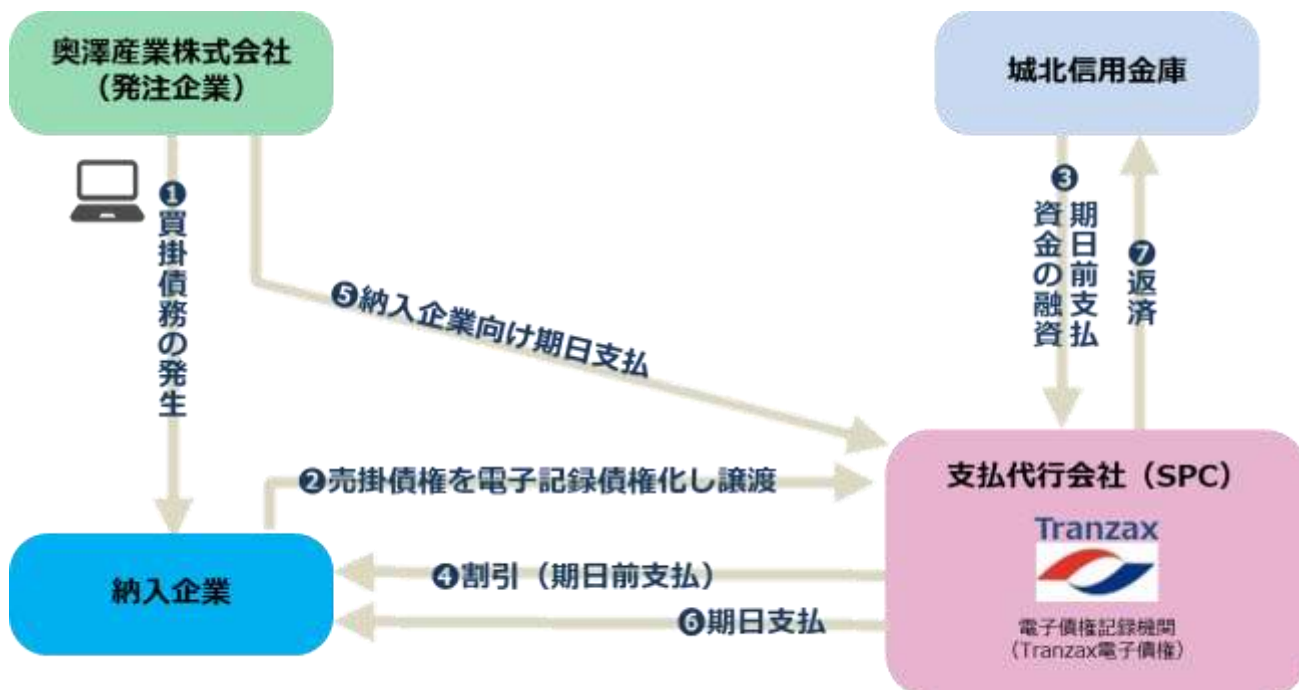 奥澤産業株式会社
（発注企業）
城北信用金庫
❶買掛債務の発生
❸期日前支払
資金の融資
❼返済
❺納入企業向け期日支払
❷売掛債権を電子記録債権化し譲渡
支払代行会社（SPC）
Tranzax
電子債権記録機関
（Tranzax電子債権）
納入企業
❹割引（期日前支払）
❻期日支払